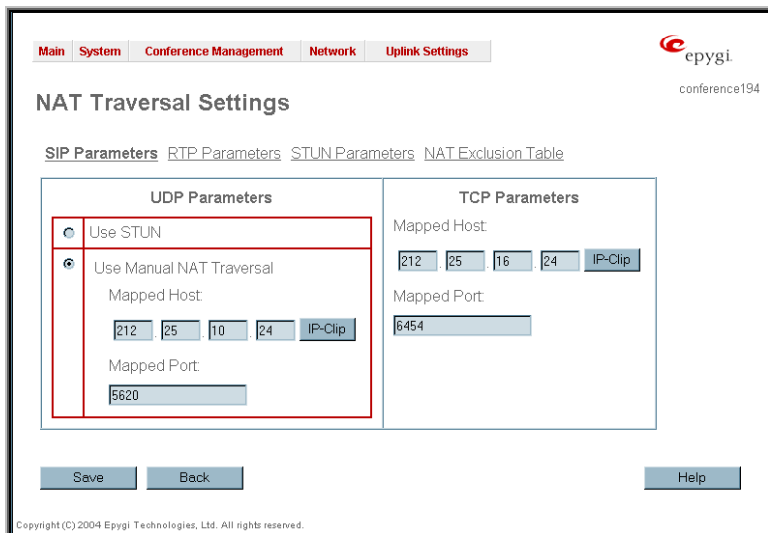 Main System Conference Management Network Uplink Settings
epygi.
conference194
NAT Traversal Settings
SIP Parameters RTP Parameters STUN Parameters NAT Exclusion Table
UDP Parameters
Use STUN
Use Manual NAT Traversal
Mapped Host:
212 . 25 . 10 . 24 IP-Clip
Mapped Port:
5620
TCP Parameters
Mapped Host:
212 . 25 . 16 . 24 IP-Clip
Mapped Port:
6454
Save Back Help
Copyright (C) 2004 Epygi Technologies, Ltd. All rights reserved.